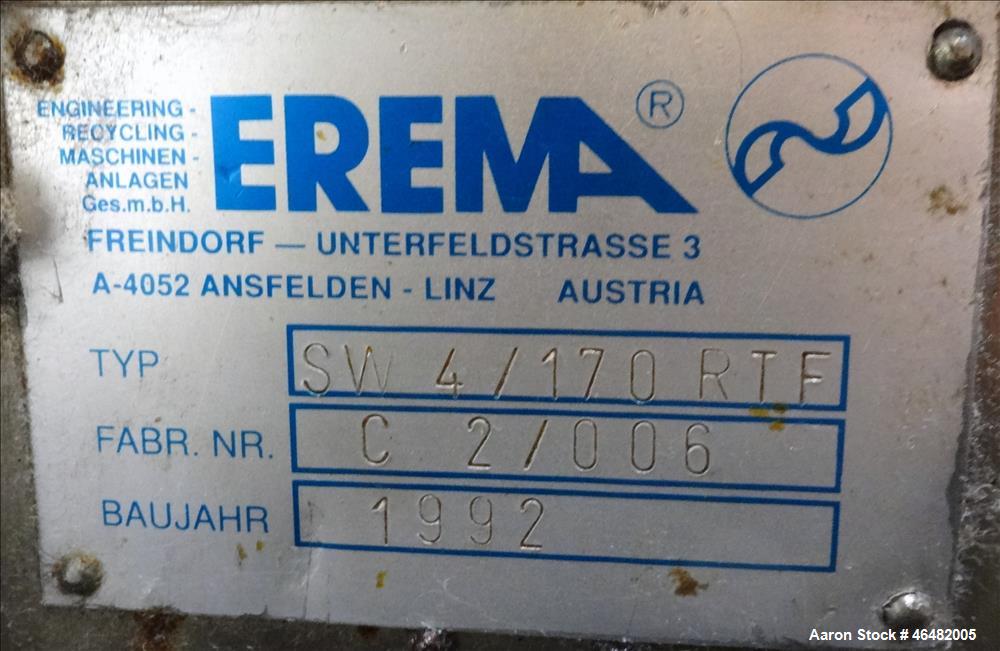 ENGINEERING -
RECYCLING -
MASCHINEN -
ANLAGEN
Ges.m.b.H.
EREMA ®
FREINDORF — UNTERFELDSTRASSE 3
A-4052 ANSFELDEN - LINZ AUSTRIA
TYP SW 4/170 RTF
FABR. NR. C 2/006
BAUJAHR 1992
Aaron Stock # 46482005